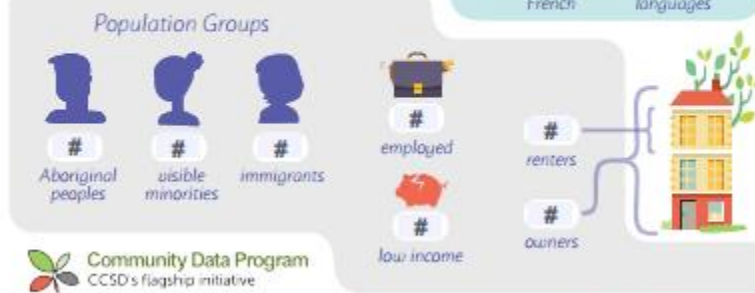 French languages
Population Groups
# # #
Aboriginal peoples
visible minorities
immigrants
#
employed
#
low income
#
renters
#
owners
Community Data Program
CCSD's flagship initiative